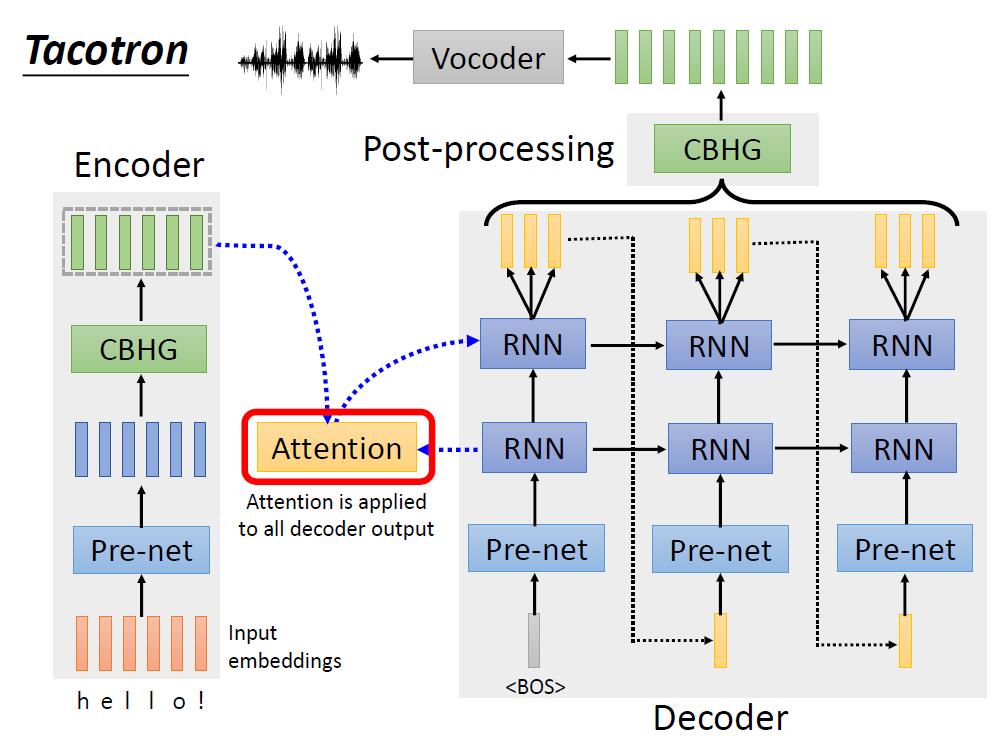 Tacotron
Vocoder
Post-processing
CBHG
Encoder
CBHG
Pre-net
Input
embeddings
h e l l o !
Attention
Attention is applied
to all decoder output
RNN
RNN
RNN
RNN
RNN
RNN
Pre-net
Pre-net
Pre-net
<BOS>
Decoder